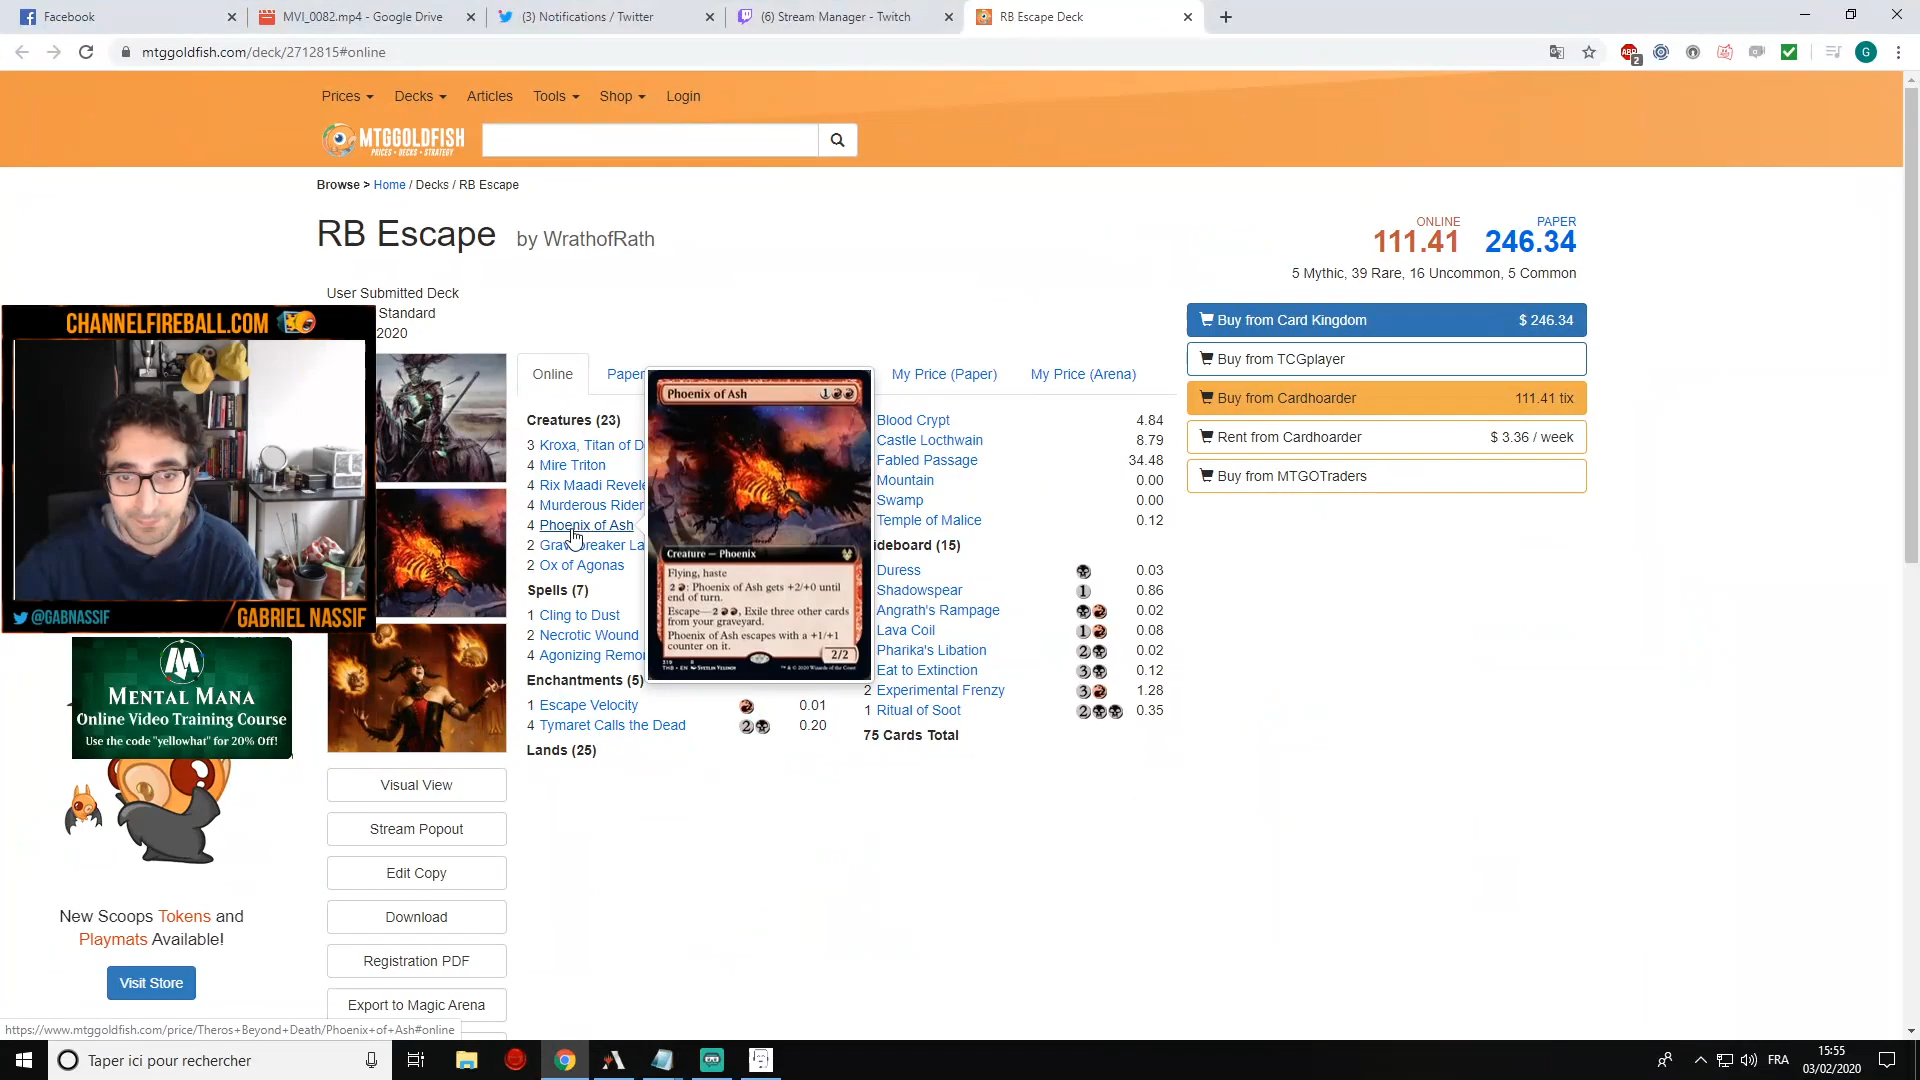 Facebook
MVI_0082.mp4 - Google Drive
(3) Notifications / Twitter
(6) Stream Manager - Twitch
RB Escape Deck
mtggoldfish.com/deck/2712815#online
Prices Decks Articles Tools Shop Login
MTGGOLDFISH
PRICES • DECKS • STRATEGY
Browse > Home / Decks / RB Escape
RB Escape by WrathofRath
ONLINE PAPER
111.41 246.34
5 Mythic, 39 Rare, 16 Uncommon, 5 Common
User Submitted Deck
Standard
2020
CHANNELFIREBALL.COM
@GABNASSIF GABRIEL NASSIF
M
MENTAL MANA
Online Video Training Course
Use the code "yellowhat" for 20% Off!
New Scoops Tokens and
Playmats Available!
Visit Store
Visual View
Stream Popout
Edit Copy
Download
Registration PDF
Export to Magic Arena
Online Paper My Price (Paper) My Price (Arena)
Creatures (23)
3 Kroxa, Titan of D
4 Mire Triton
4 Rix Maadi Revele
4 Murderous Rider
4 Phoenix of Ash
2 Gravebreaker La
2 Ox of Agonas
Spells (7)
1 Cling to Dust
2 Necrotic Wound
4 Agonizing Remo
Enchantments (5)
1 Escape Velocity 0.01
4 Tymaret Calls the Dead 2 0.20
Lands (25)
Phoenix of Ash 1
Creature — Phoenix
Flying, haste
2: Phoenix of Ash gets +2/+0 until
end of turn.
Escape—2, Exile three other cards
from your graveyard.
Phoenix of Ash escapes with a +1/+1
counter on it.
2/2
Blood Crypt 4.84
Castle Locthwain 8.79
Fabled Passage 34.48
Mountain 0.00
Swamp 0.00
Temple of Malice 0.12
ideboard (15)
Duress 0.03
Shadowspear 1 0.86
Angrath's Rampage 0.02
Lava Coil 1 0.08
Pharika's Libation 2 0.02
Eat to Extinction 3 0.12
2 Experimental Frenzy 3 1.28
1 Ritual of Soot 2 0.35
75 Cards Total
Buy from Card Kingdom $ 246.34
Buy from TCGplayer
Buy from Cardhoarder 111.41 tix
Rent from Cardhoarder $ 3.36 / week
Buy from MTGOTraders
https://www.mtggoldfish.com/price/Theros+Beyond+Death/Phoenix+of+Ash#online
Taper ici pour rechercher
FRA
15:55
03/02/2020